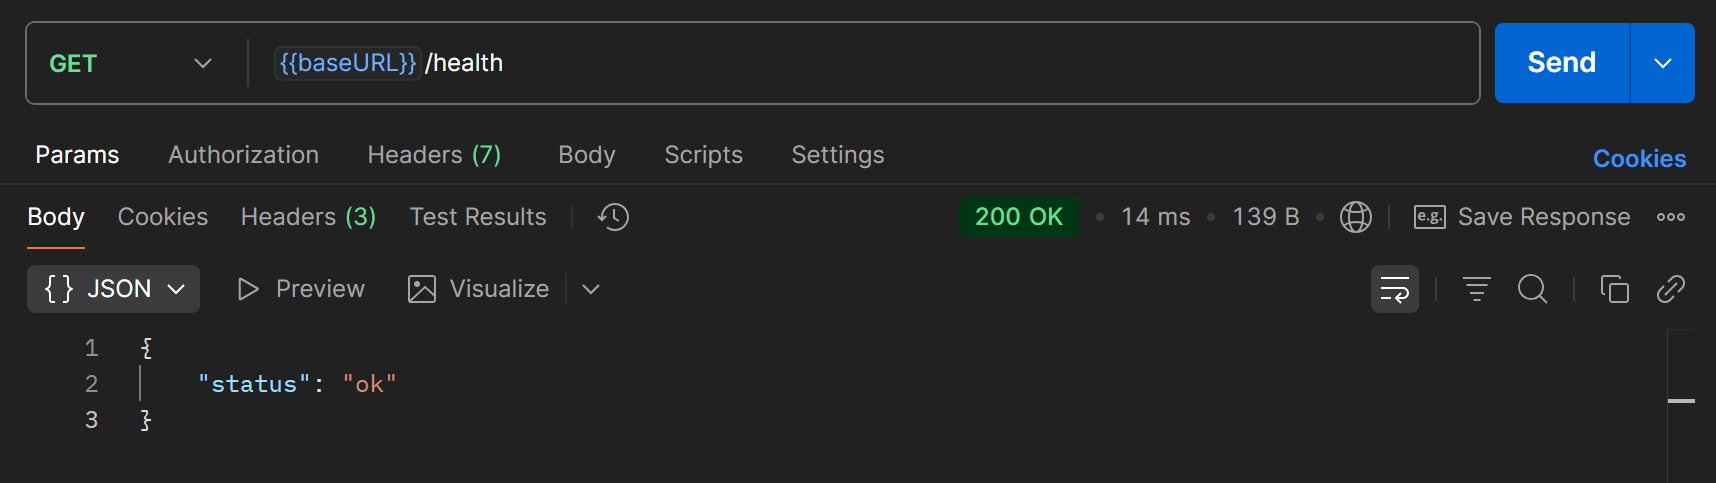 GET {{baseURL}}/health Send
Params Authorization Headers (7) Body Scripts Settings Cookies
Body Cookies Headers (3) Test Results 200 OK • 14 ms • 139 B • e.g. Save Response
{} JSON Preview Visualize
1 {
2 "status": "ok"
3 }